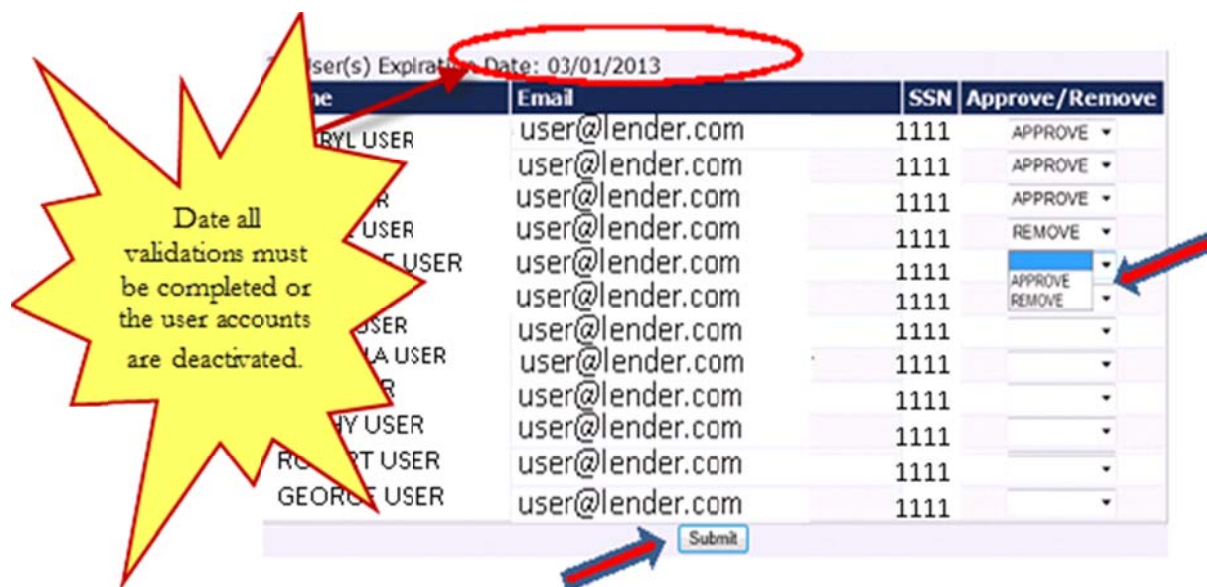 User(s) Expiration Date: 03/01/2013
Email SSN Approve/Remove
USER user@lender.com 1111 APPROVE
user@lender.com 1111 APPROVE
user@lender.com 1111 APPROVE
USER user@lender.com 1111 REMOVE
USER user@lender.com 1111
APPROVE
REMOVE
user@lender.com 1111
USER user@lender.com 1111
USER user@lender.com 1111
user@lender.com 1111
USER user@lender.com 1111
USER user@lender.com 1111
GEORGE USER user@lender.com 1111
Submit
Date all
validations must
be completed or
the user accounts
are deactivated.